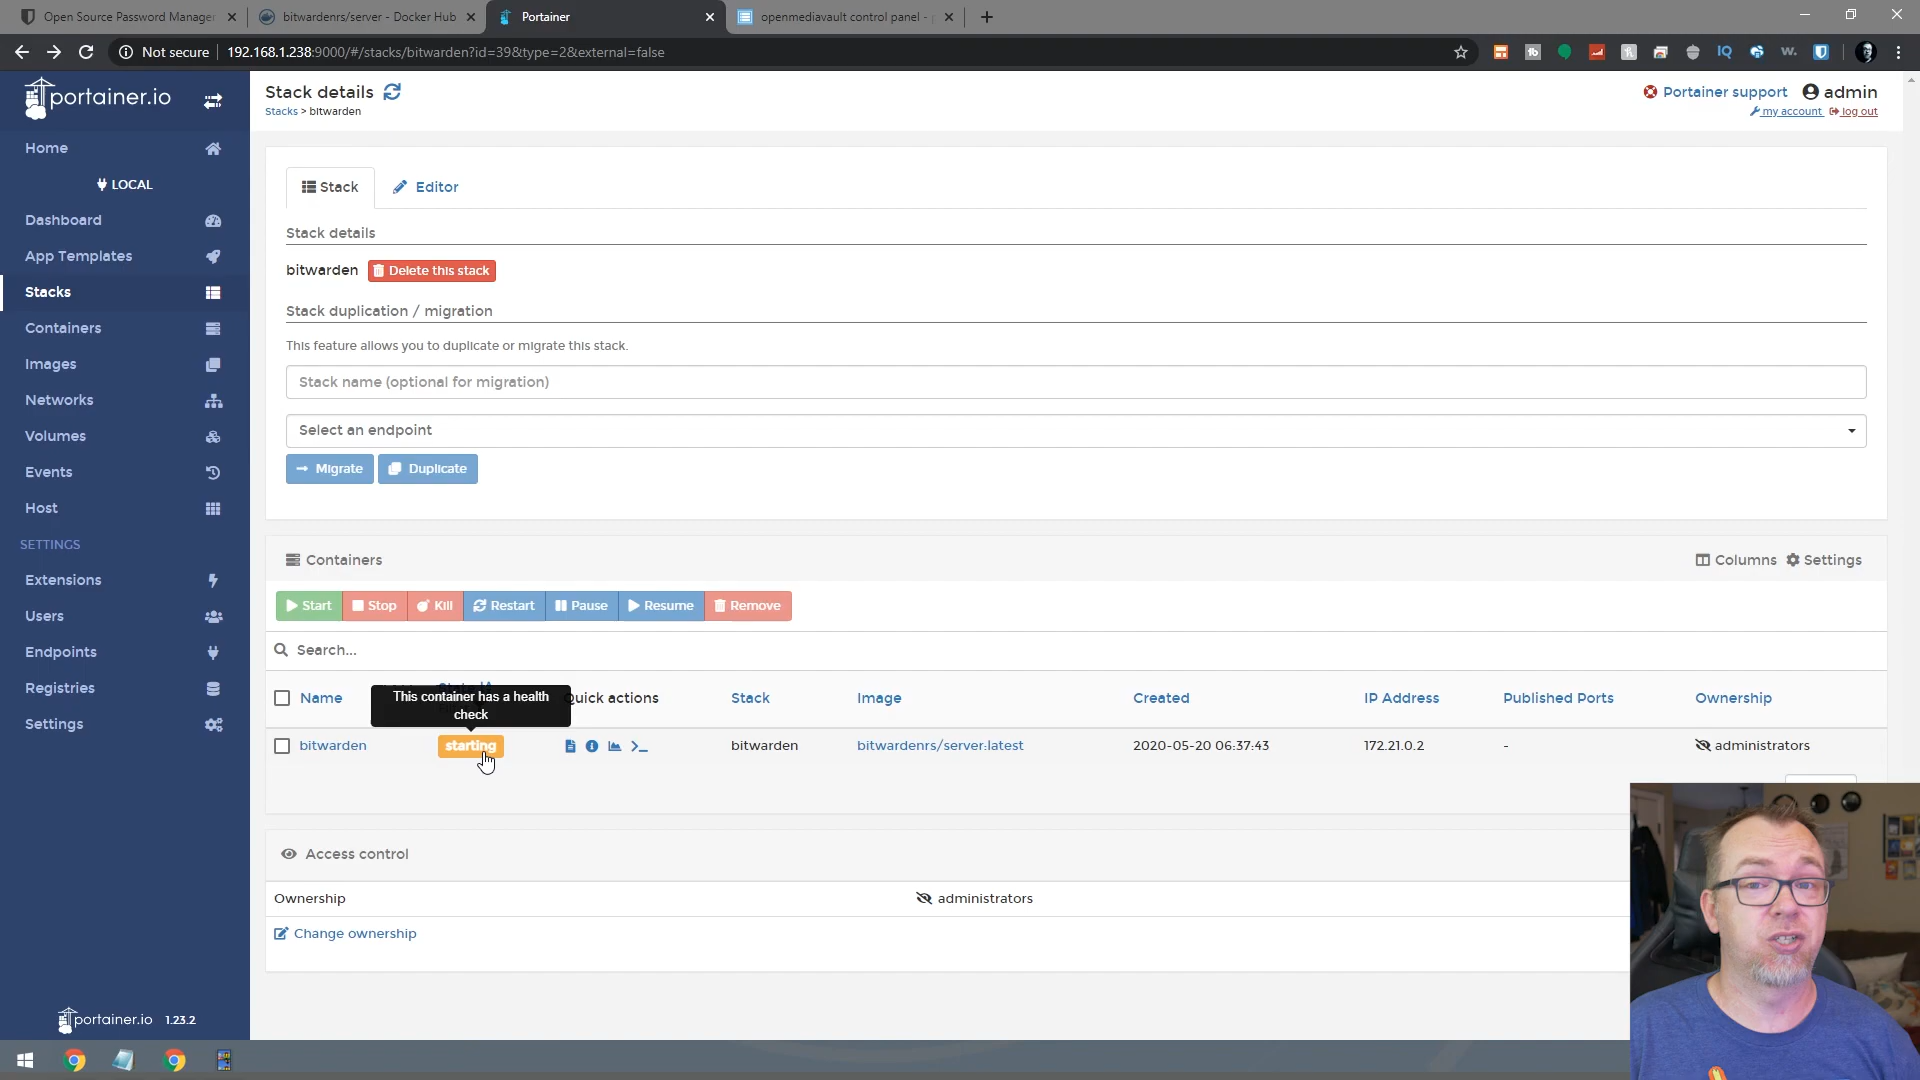 Open Source Password Manager
bitwardenrs/server - Docker Hub
Portainer
openmediavault control panel -
Not secure
192.168.1.238:9000/#/stacks/bitwarden?id=39&type=2&external=false
portainer.io
Home
LOCAL
Dashboard
App Templates
Stacks
Containers
Images
Networks
Volumes
Events
Host
SETTINGS
Extensions
Users
Endpoints
Registries
Settings
portainer.io 1.23.2
Stack details
Stacks > bitwarden
Portainer support admin
my account log out
Stack Editor
Stack details
bitwarden Delete this stack
Stack duplication / migration
This feature allows you to duplicate or migrate this stack.
Stack name (optional for migration)
Select an endpoint
Migrate Duplicate
Containers Columns Settings
Start Stop Kill Restart Pause Resume Remove
Search...
Name Quick actions Stack Image Created IP Address Published Ports Ownership
This container has a health
check
bitwarden starting bitwarden bitwardenrs/server:latest 2020-05-20 06:37:43 172.21.0.2 - administrators
Access control
Ownership administrators
Change ownership